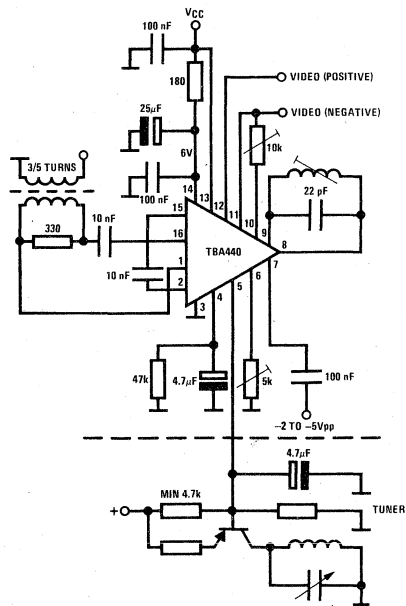 VCC
100 nF
180
VIDEO (POSITIVE)
25µF
VIDEO (NEGATIVE)
6V
10k
3/5 TURNS
100 nF
14
13
12
11
10
9
8
7
22 pF
330
10 nF
15
16
1
2
TBA440
10 nF
3
4
5
6
47k
4.7µF
5k
100 nF
−2 TO −5Vpp
4.7µF
MIN 4.7k
TUNER
+